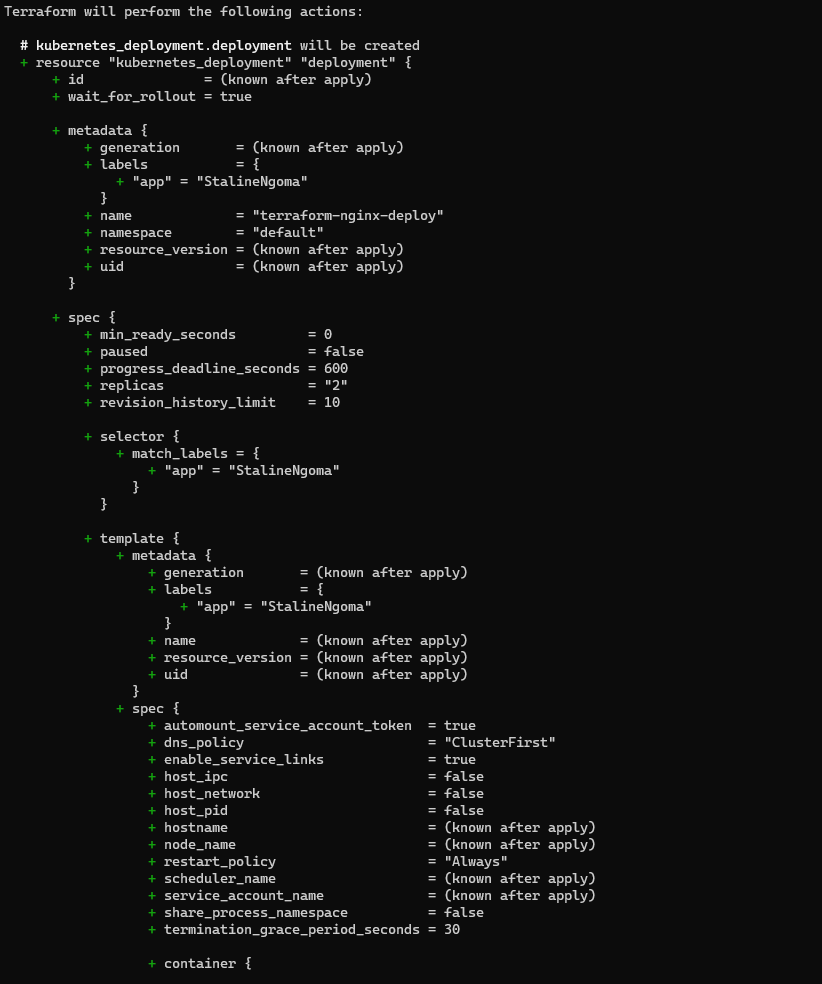 Terraform will perform the following actions:

  # kubernetes_deployment.deployment will be created
  + resource "kubernetes_deployment" "deployment" {
      + id               = (known after apply)
      + wait_for_rollout = true

      + metadata {
          + generation       = (known after apply)
          + labels           = {
              + "app" = "StalineNgoma"
            }
          + name             = "terraform-nginx-deploy"
          + namespace        = "default"
          + resource_version = (known after apply)
          + uid              = (known after apply)
        }

      + spec {
          + min_ready_seconds         = 0
          + paused                    = false
          + progress_deadline_seconds = 600
          + replicas                  = "2"
          + revision_history_limit    = 10

          + selector {
              + match_labels = {
                  + "app" = "StalineNgoma"
                }
            }

          + template {
              + metadata {
                  + generation       = (known after apply)
                  + labels           = {
                      + "app" = "StalineNgoma"
                    }
                  + name             = (known after apply)
                  + resource_version = (known after apply)
                  + uid              = (known after apply)
                }
              + spec {
                  + automount_service_account_token  = true
                  + dns_policy                       = "ClusterFirst"
                  + enable_service_links             = true
                  + host_ipc                         = false
                  + host_network                     = false
                  + host_pid                         = false
                  + hostname                         = (known after apply)
                  + node_name                        = (known after apply)
                  + restart_policy                   = "Always"
                  + scheduler_name                   = (known after apply)
                  + service_account_name             = (known after apply)
                  + share_process_namespace          = false
                  + termination_grace_period_seconds = 30

                  + container {